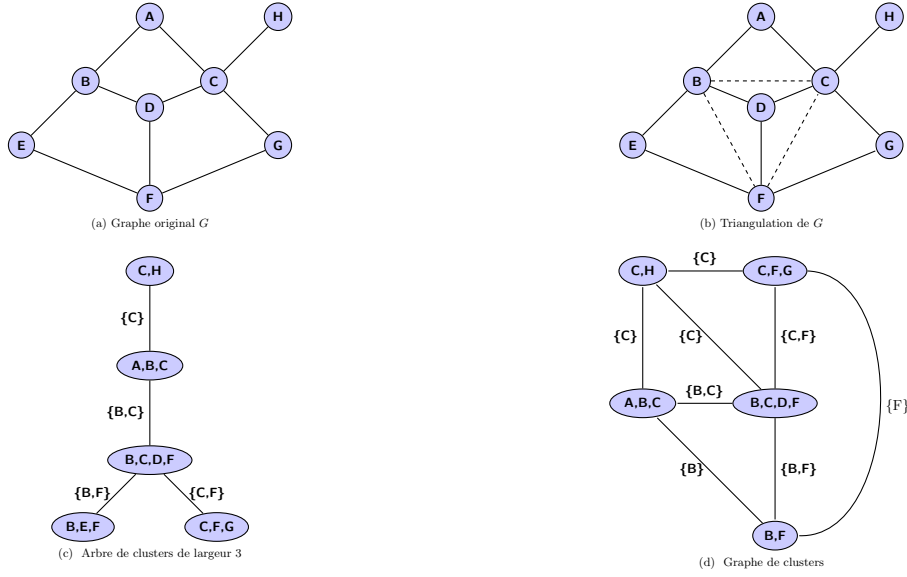 A
H
B
C
D
E
G
F
(a) Graphe original G
A
H
B
C
D
E
G
F
(b) Triangulation de G
C,H
{C}
A,B,C
{B,C}
B,C,D,F
{B,F}
{C,F}
B,E,F
C,F,G
(c) Arbre de clusters de largeur 3
C,H
{C}
C,F,G
{C}
{C}
{C,F}
A,B,C
{B,C}
B,C,D,F
{F}
{B}
{B,F}
B,F
(d) Graphe de clusters